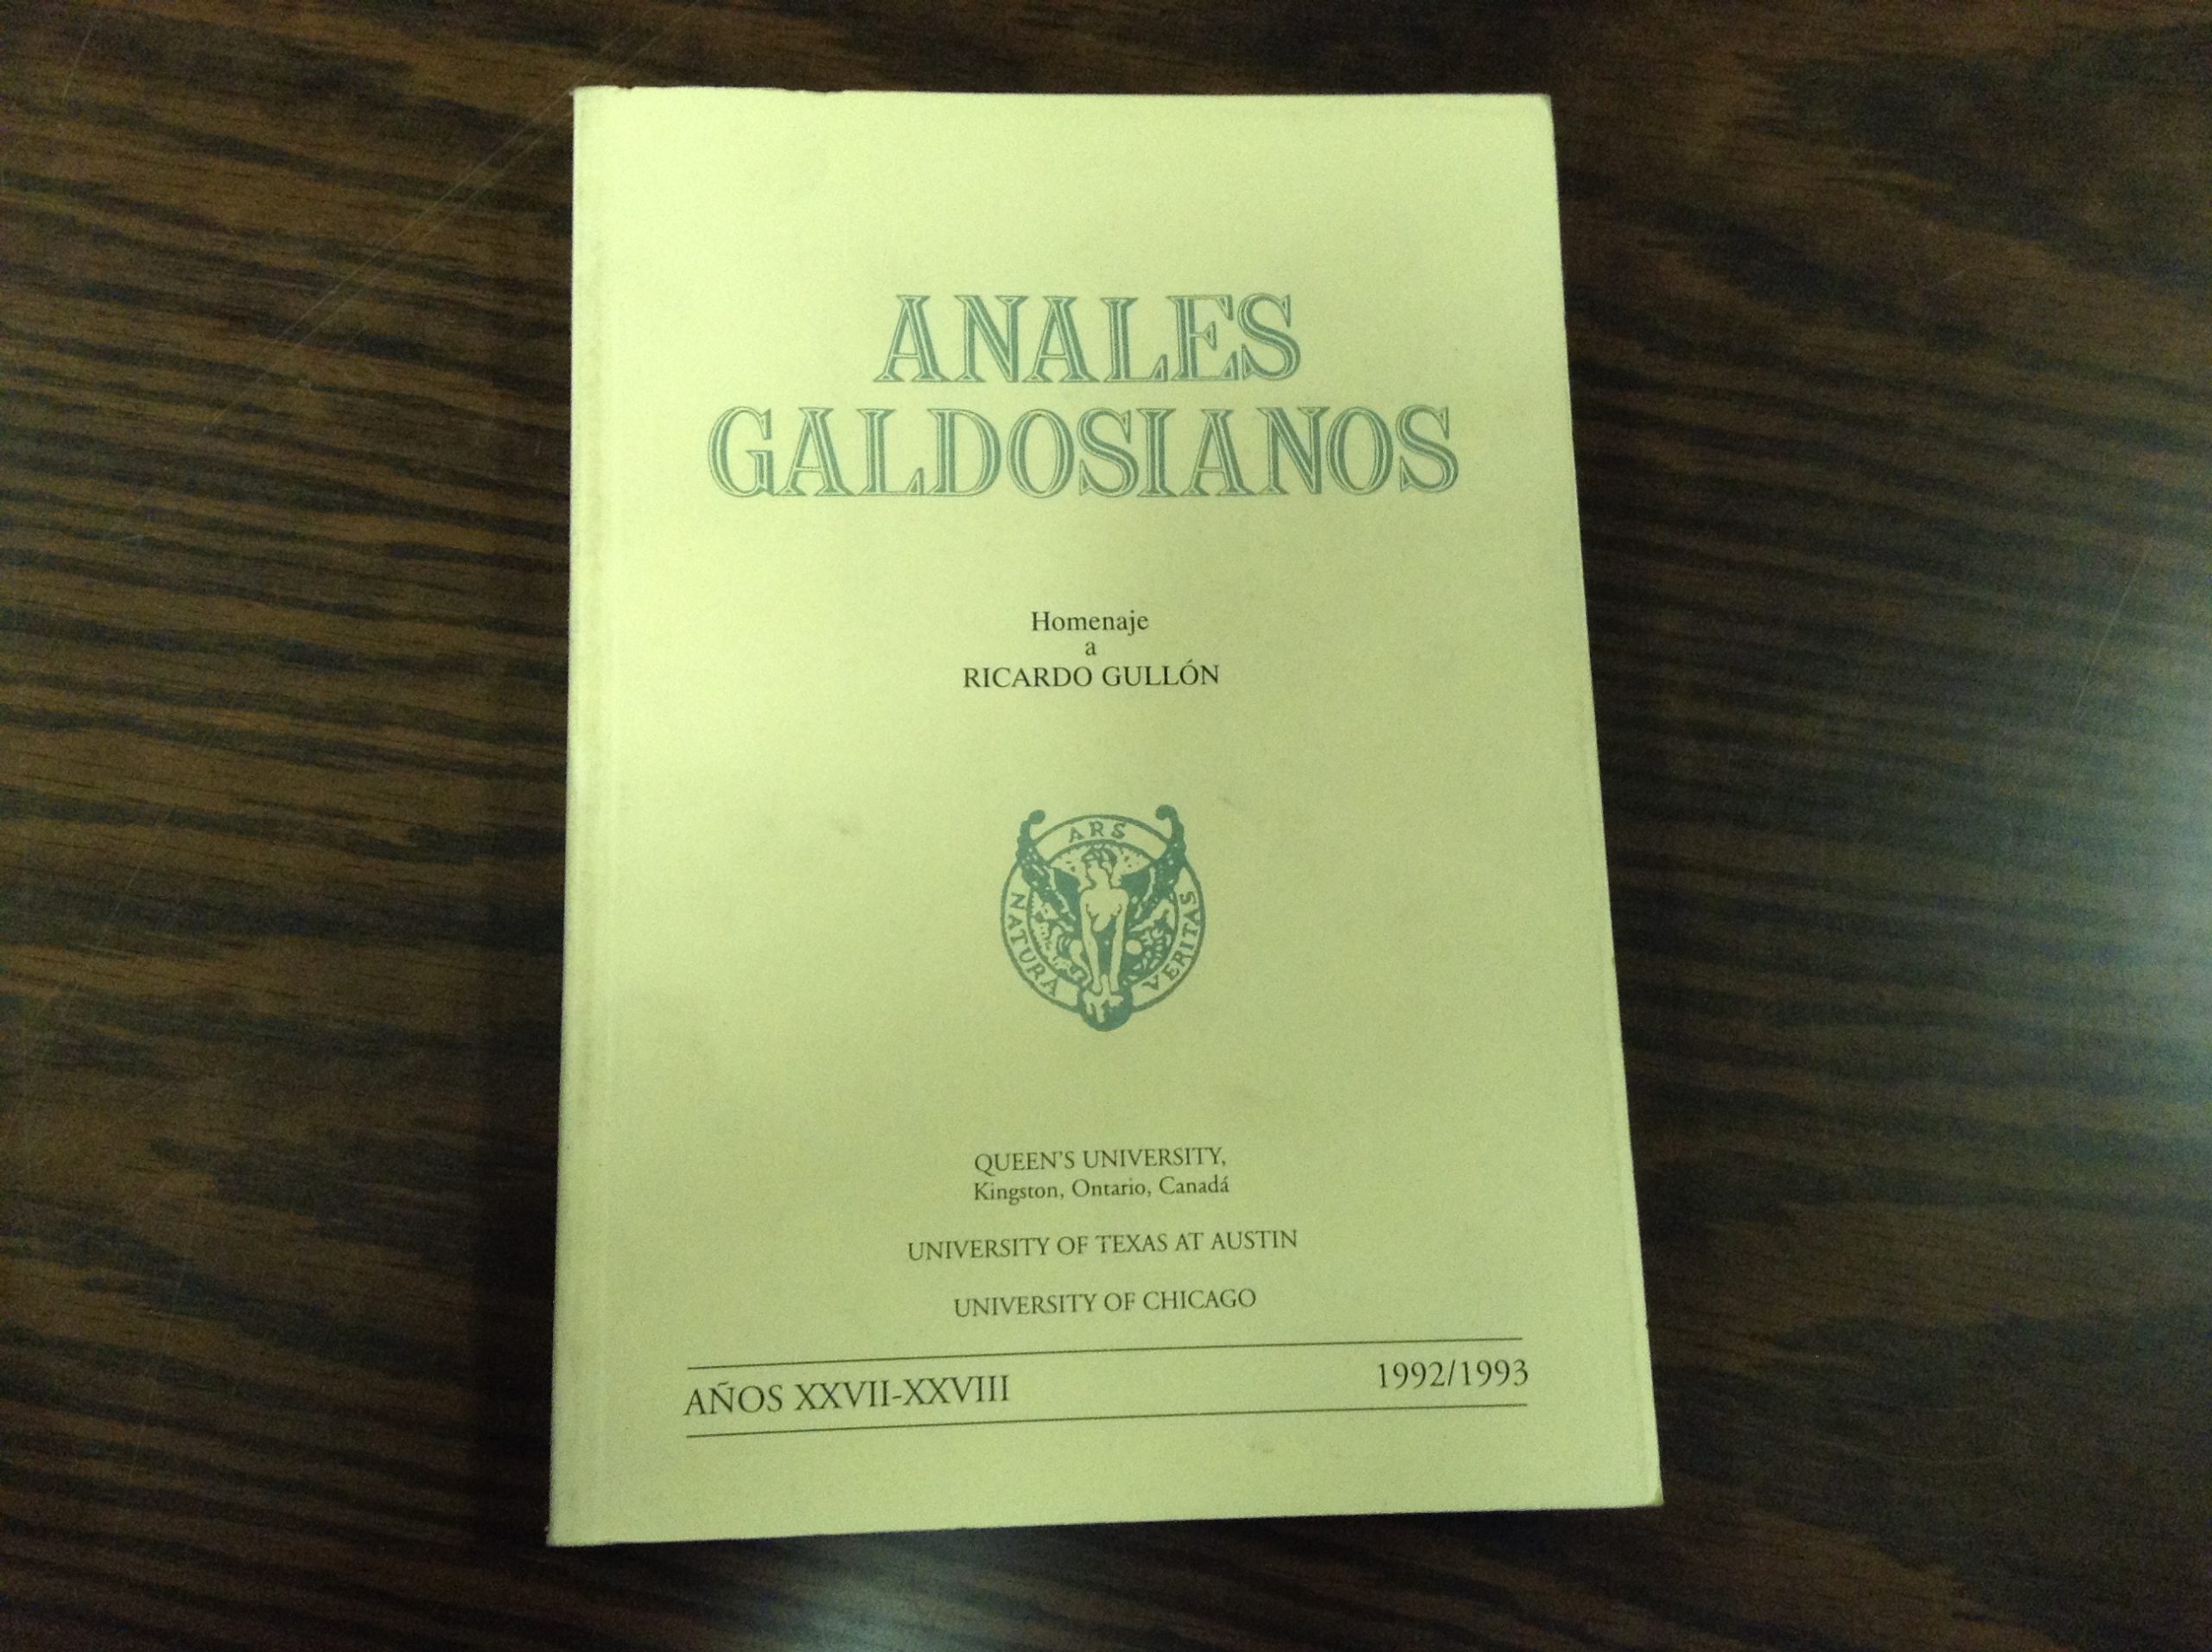 ANALES
GALDOSIANOS
Homenaje
a
RICARDO GULLÓN
ARS
NATURA
VERITAS
QUEEN'S UNIVERSITY,
Kingston, Ontario, Canadá
UNIVERSITY OF TEXAS AT AUSTIN
UNIVERSITY OF CHICAGO
AÑOS XXVII-XXVIII 1992/1993